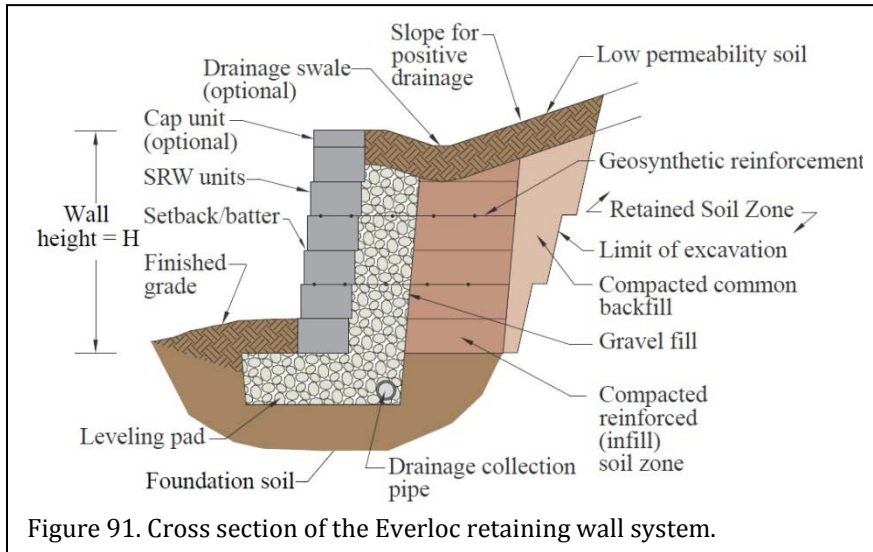 Slope for
positive
drainage
Low permeability soil
Drainage swale
(optional)
Cap unit
(optional)
SRW units
Setback/batter
Wall
height = H
Finished
grade
Geosynthetic reinforcement
Retained Soil Zone
Limit of excavation
Compacted common
backfill
Gravel fill
Compacted
reinforced
(infill)
soil zone
Leveling pad
Foundation soil
Drainage collection
pipe
Figure 91. Cross section of the Everloc retaining wall system.